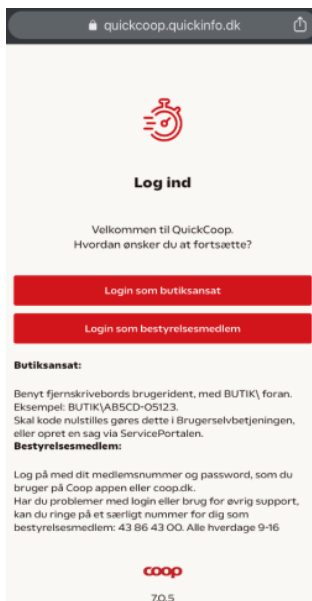 quickcoop.quickinfo.dk
Log ind
Velkommen til QuickCoop.
Hvordan ønsker du at fortsætte?
Login som butiksansat
Login som bestyrelsesmedlem
Butiksansat:
Benyt fjernskrivebords brugerident, med BUTIK\ foran.
Eksempel: BUTIK\AB5CD-05123.
Skal kode nulstilles gøres dette i Brugerselvbetjeningen,
eller opret en sag via ServicePortalen.
Bestyrelsesmedlem:
Log på med dit medlemsnummer og password, som du
bruger på Coop appen eller coop.dk.
Har du problemer med login eller brug for øvrig support,
kan du ringe på et særligt nummer for dig som
bestyrelsesmedlem: 43 86 43 00. Alle hverdage 9-16
coop
7.0.5